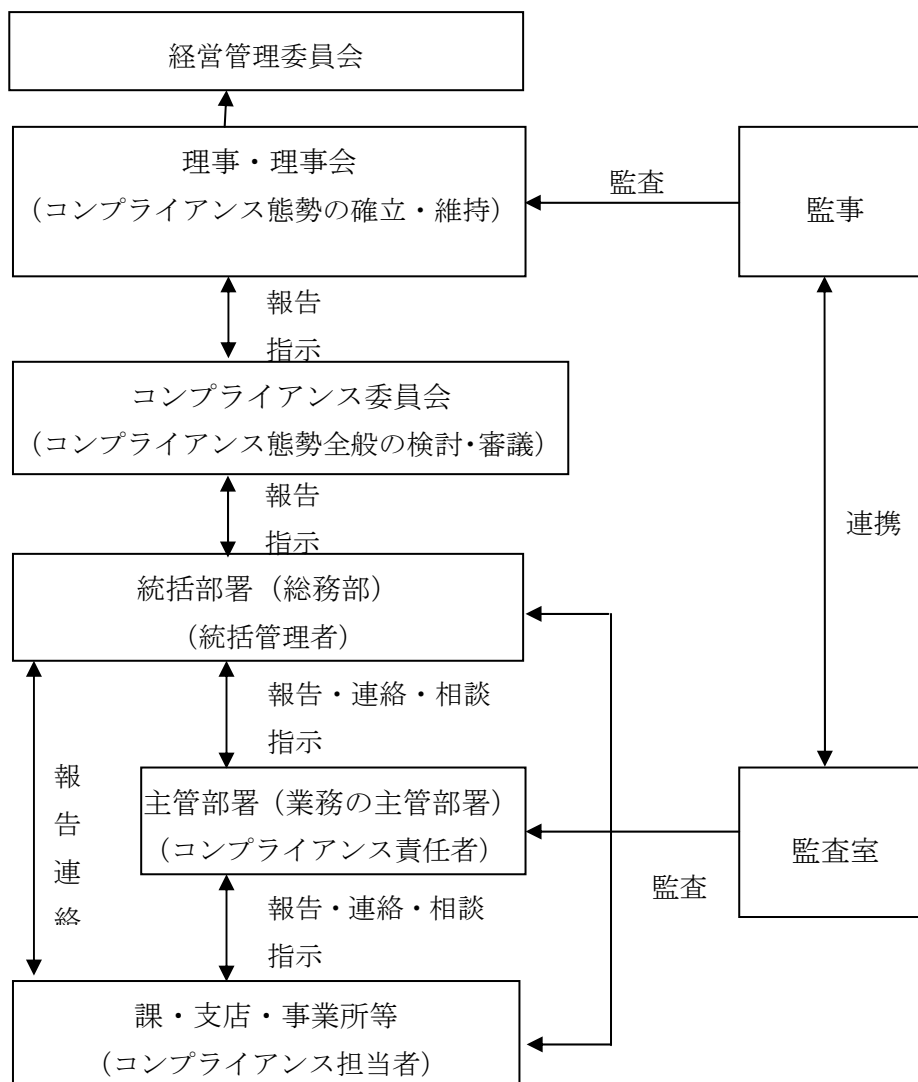 経営管理委員会
理事・理事会
（コンプライアンス態勢の確立・維持）
監査
監事
報告
指示
コンプライアンス委員会
（コンプライアンス態勢全般の検討・審議）
報告
指示
連携
統括部署（総務部）
（統括管理者）
報告・連絡・相談
指示
報告連絡
主管部署（業務の主管部署）
（コンプライアンス責任者）
監査室
監査
報告・連絡・相談
指示
課・支店・事業所等
（コンプライアンス担当者）